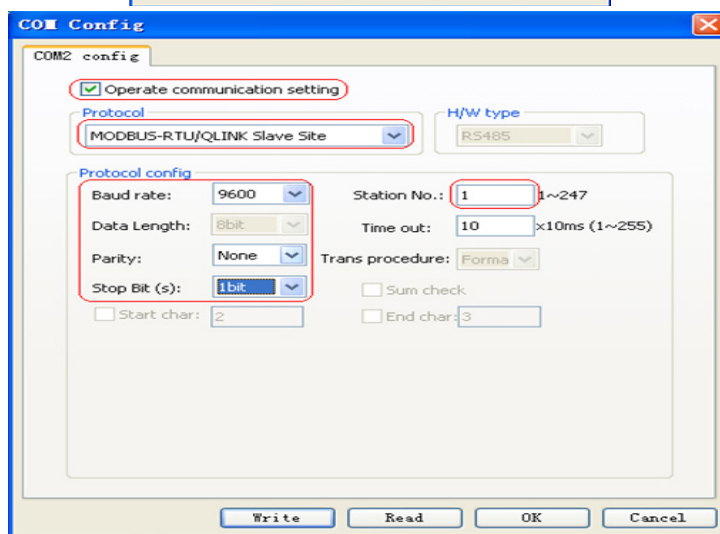 COM Config
COM2 config
Operate communication setting
Protocol
H/W type
MODBUS-RTU/QLINK Slave Site
RS485
Protocol config
Baud rate: 9600 Station No.: 1 1~247
Data Length: 8bit Time out: 10 x10ms (1~255)
Parity: None Trans procedure: Forma
Stop Bit (s): 1bit Sum check
Start char: 2 End char: 3
Write Read OK Cancel